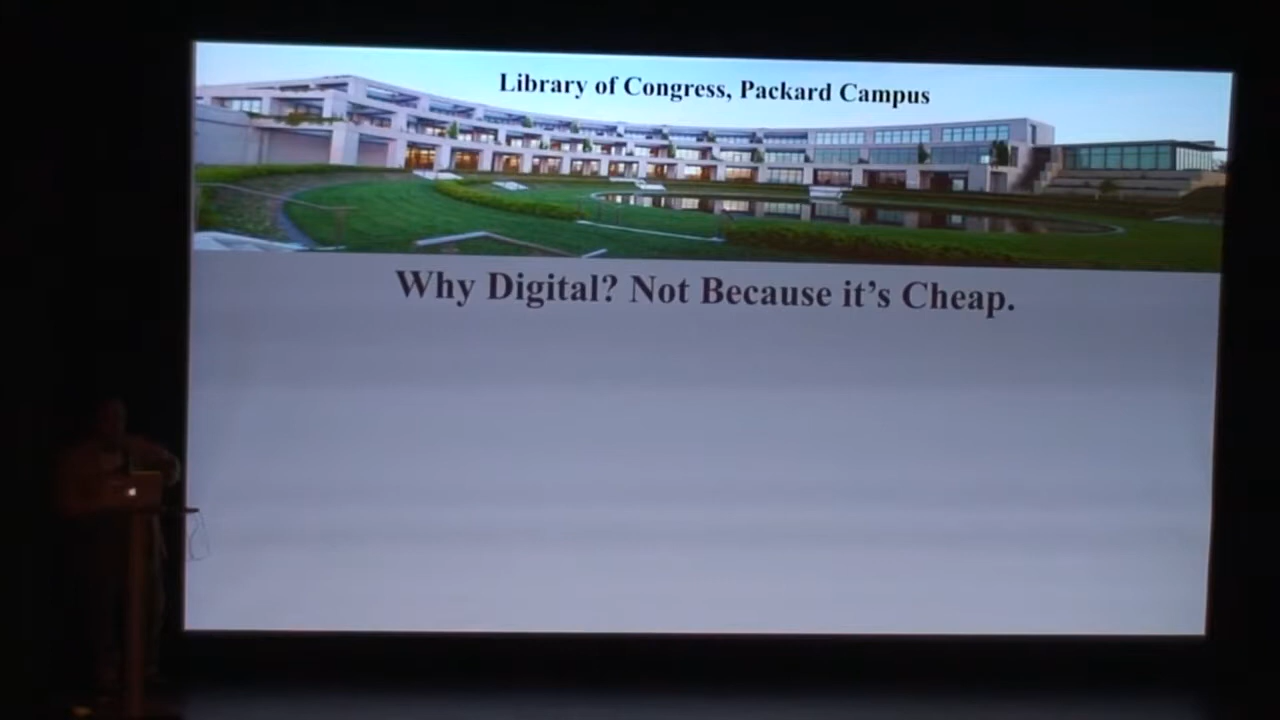 Library of Congress, Packard Campus
Why Digital? Not Because it’s Cheap.